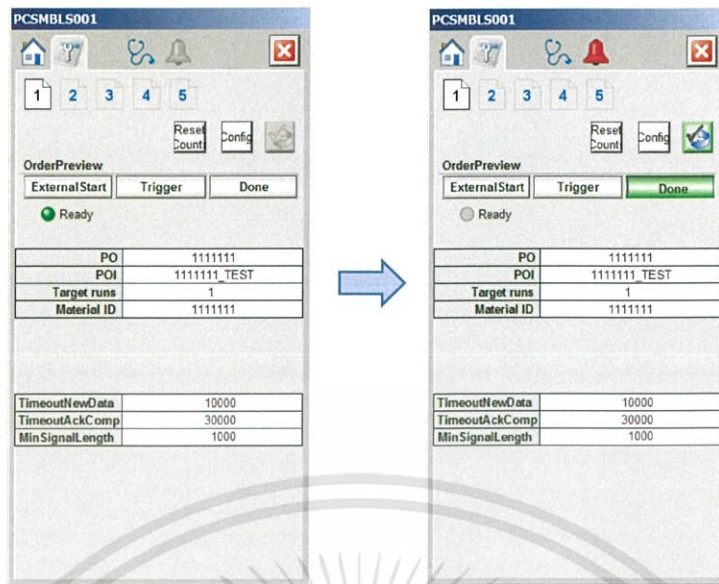 PCSMBLS001
1 2 3 4 5
Reset Count
Config
OrderPreview
ExternalStart Trigger Done
Ready
PO 1111111
POI 1111111_TEST
Target runs 1
Material ID 1111111
TimeoutNewData 10000
TimeoutAckComp 30000
MinSignalLength 1000
PCSMBLS001
1 2 3 4 5
Reset Count
Config
OrderPreview
ExternalStart Trigger Done
Ready
PO 1111111
POI 1111111_TEST
Target runs 1
Material ID 1111111
TimeoutNewData 10000
TimeoutAckComp 30000
MinSignalLength 1000